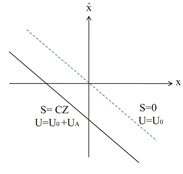 ẋ
x
S= CZ
U=U₀+U_A
S=0
U=U₀